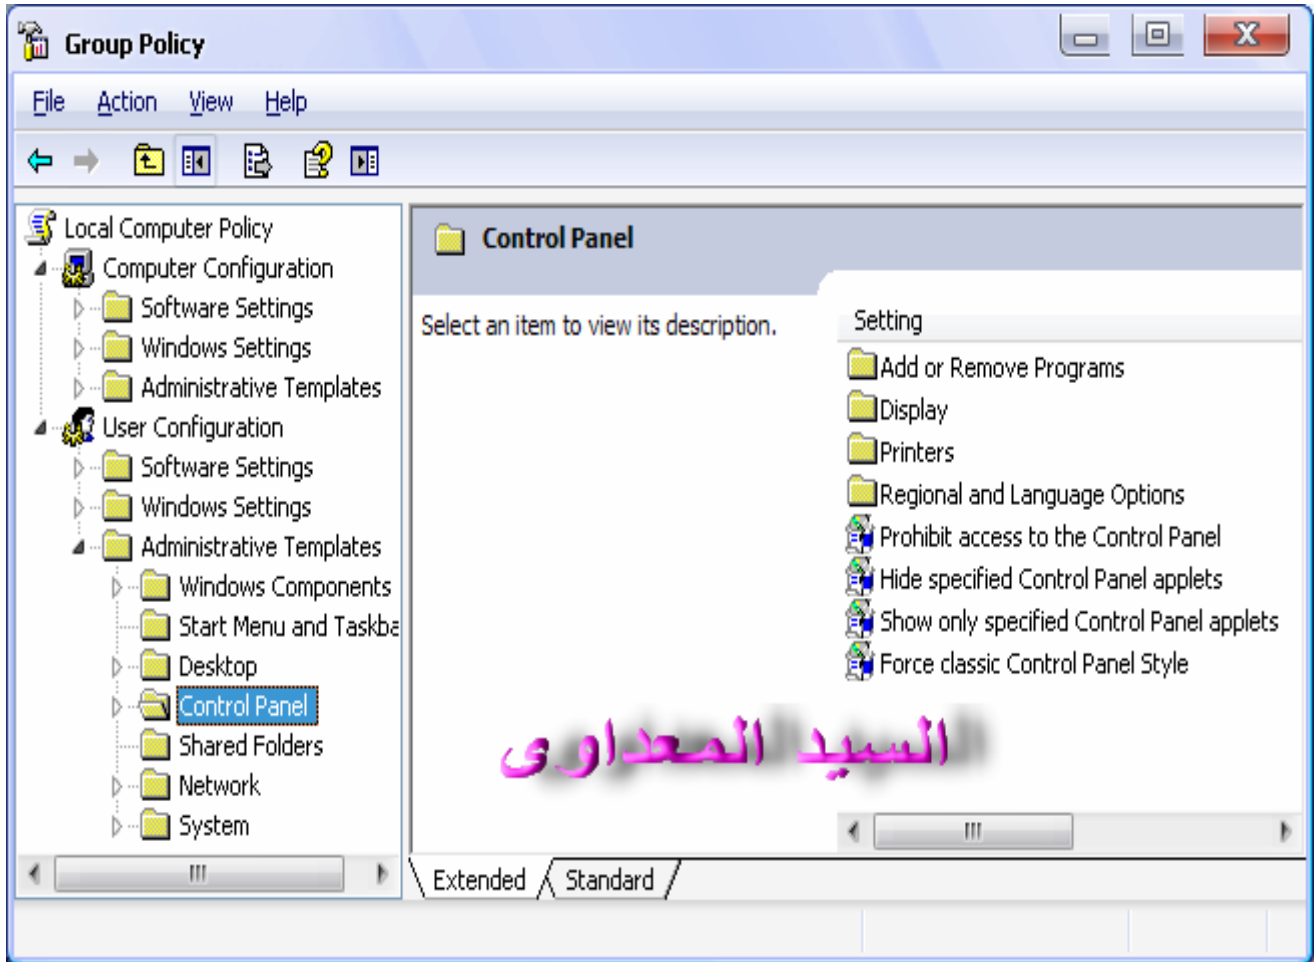 Group Policy
File Action View Help
Local Computer Policy
Computer Configuration
Software Settings
Windows Settings
Administrative Templates
User Configuration
Software Settings
Windows Settings
Administrative Templates
Windows Components
Start Menu and Taskba
Desktop
Control Panel
Shared Folders
Network
System
Control Panel
Select an item to view its description.
Setting
Add or Remove Programs
Display
Printers
Regional and Language Options
Prohibit access to the Control Panel
Hide specified Control Panel applets
Show only specified Control Panel applets
Force classic Control Panel Style
السيد المعداوى
Extended Standard